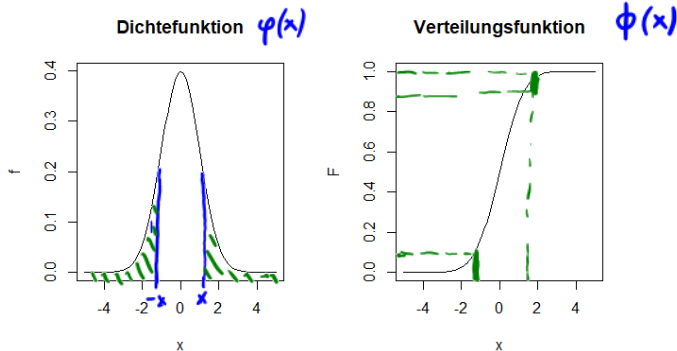 Dichtefunktion φ(x)
Verteilungsfunktion ϕ(x)
f
0.0 0.1 0.2 0.3 0.4
-4 -2 0 2 4
-x x
x
F
0.0 0.2 0.4 0.6 0.8 1.0
-4 -2 0 2 4
x